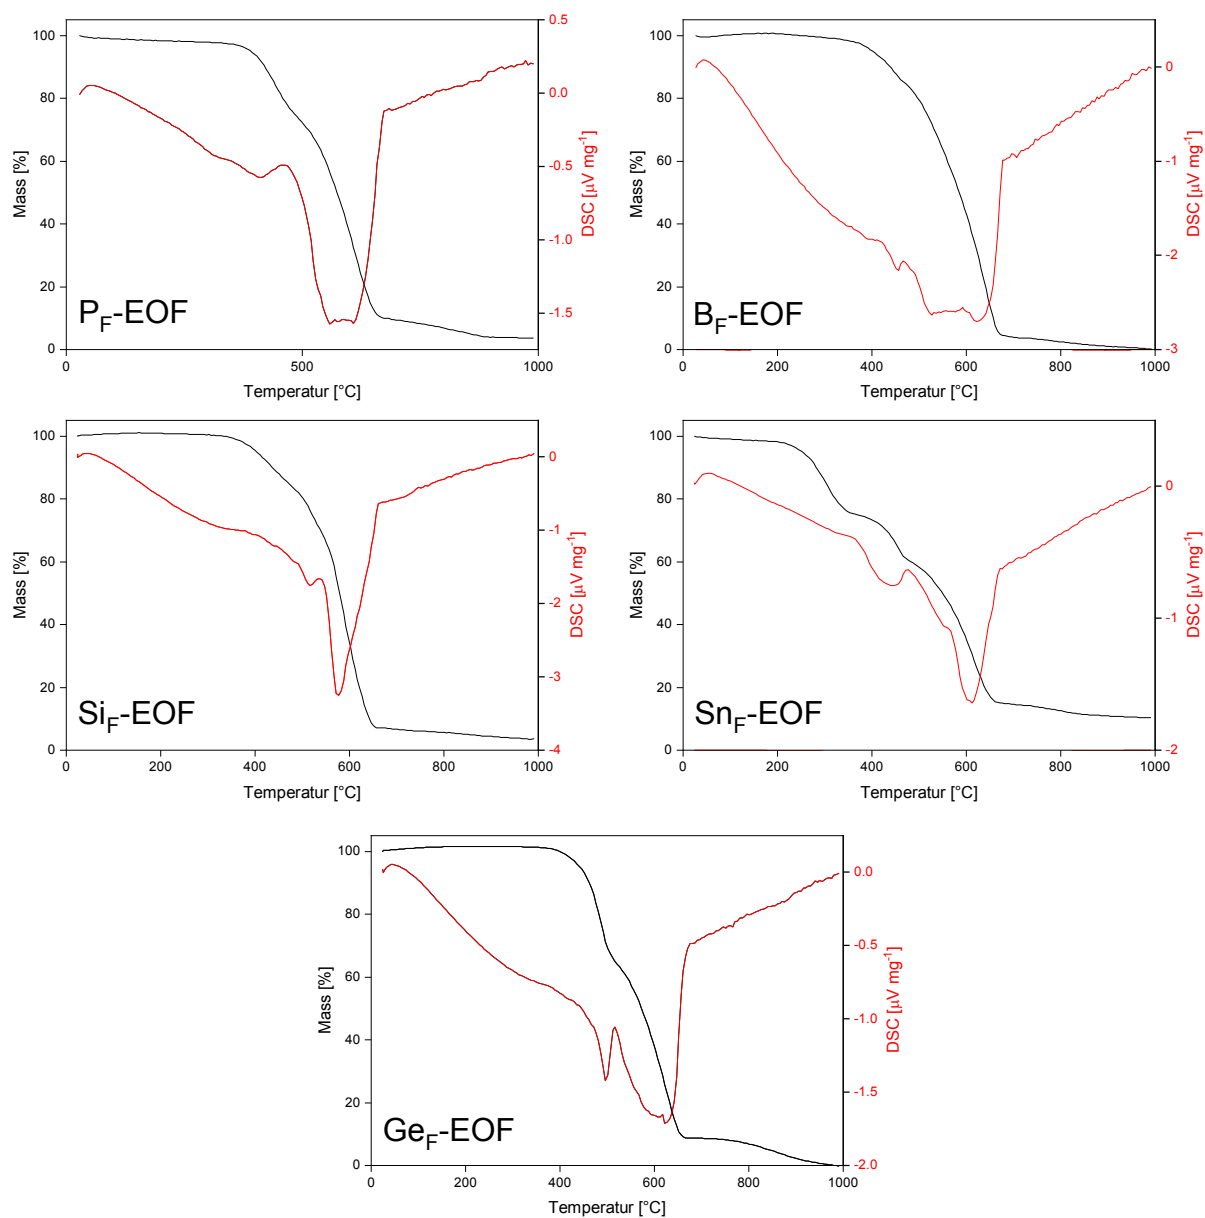 100
80
60
40
20
0
Mass [%]
0.5
0.0
-0.5
-1.0
-1.5
DSC [µV mg⁻¹]
P_F-EOF
0 500 1000
Temperatur [°C]
100
80
60
40
20
0
Mass [%]
0
-1
-2
-3
DSC [µV mg⁻¹]
B_F-EOF
0 200 400 600 800 1000
Temperatur [°C]
100
80
60
40
20
0
Mass [%]
0
-1
-2
-3
-4
DSC [µV mg⁻¹]
Si_F-EOF
0 200 400 600 800 1000
Temperatur [°C]
100
80
60
40
20
0
Mass [%]
0
-1
-2
DSC [µV mg⁻¹]
Sn_F-EOF
0 200 400 600 800 1000
Temperatur [°C]
100
80
60
40
20
0
Mass [%]
0.0
-0.5
-1.0
-1.5
-2.0
DSC [µV mg⁻¹]
Ge_F-EOF
0 200 400 600 800 1000
Temperatur [°C]